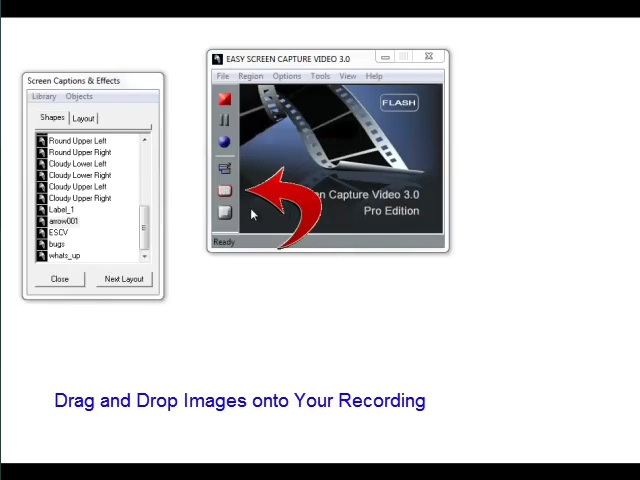 Screen Captions & Effects
Library Objects
Shapes Layout
Round Upper Left
Round Upper Right
Cloudy Lower Left
Cloudy Lower Right
Cloudy Upper Left
Cloudy Upper Right
Label_1
arrow001
ESCV
bugs
whats_up
Close Next Layout
EASY SCREEN CAPTURE VIDEO 3.0
File Region Options Tools View Help
FLASH
Capture Video 3.0
Pro Edition
Ready
Drag and Drop Images onto Your Recording